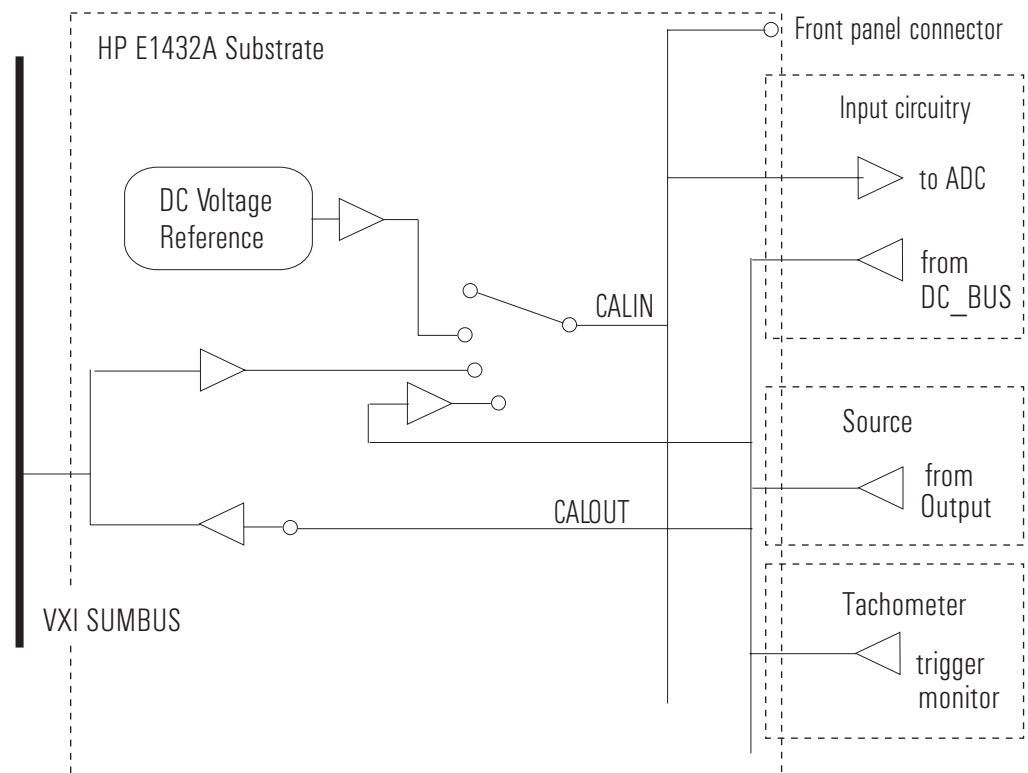 HP E1432A Substrate
Front panel connector
Input circuitry
to ADC
DC Voltage
Reference
from
DC_BUS
CALIN
Source
from
Output
CALOUT
Tachometer
VXI SUMBUS
trigger
monitor